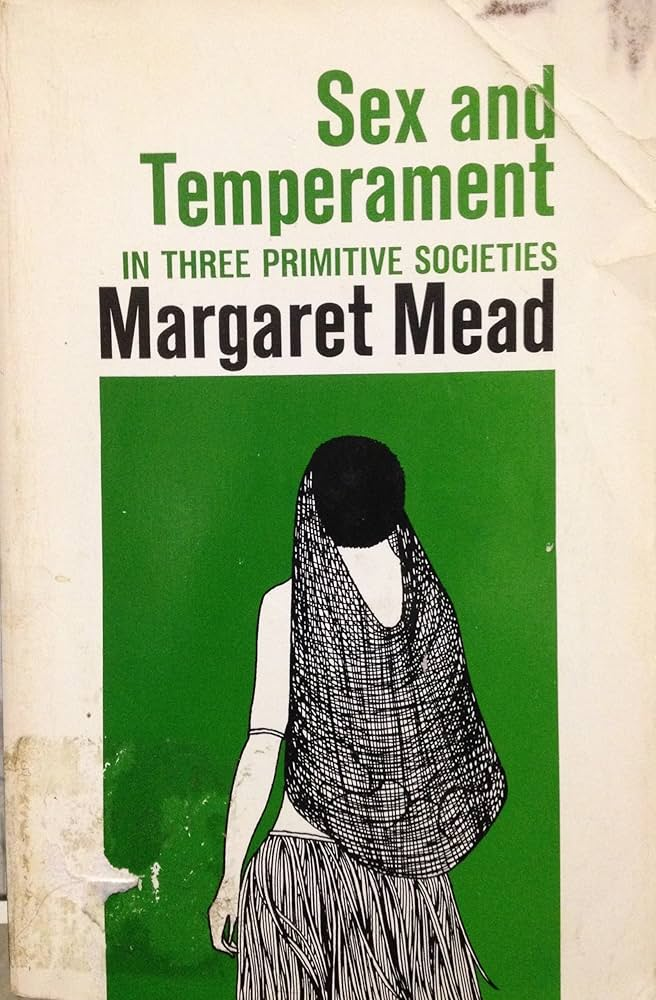 Sex and
Temperament
IN THREE PRIMITIVE SOCIETIES
Margaret Mead